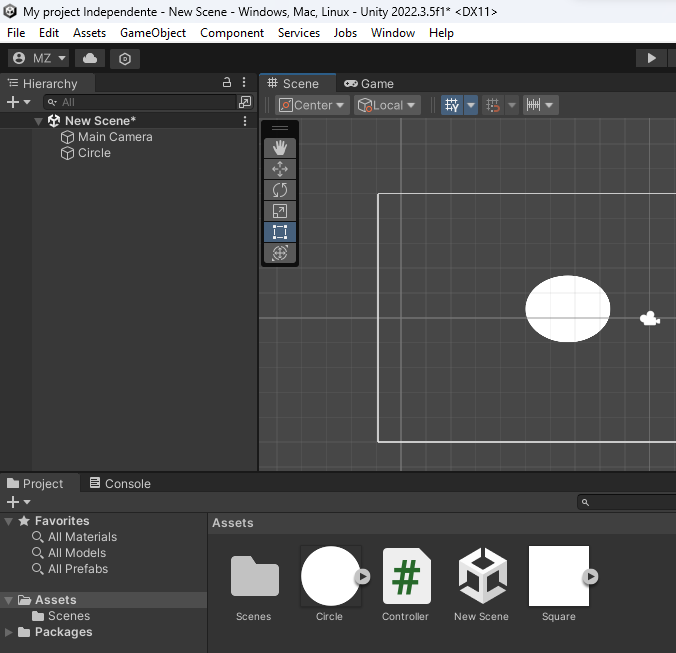 My project Independente - New Scene - Windows, Mac, Linux - Unity 2022.3.5f1* <DX11>
File Edit Assets GameObject Component Services Jobs Window Help
MZ
Hierarchy
All
New Scene*
Main Camera
Circle
Scene Game
Center Local
Project Console
Favorites
All Materials
All Models
All Prefabs
Assets
Scenes
Packages
Assets
Scenes Circle Controller New Scene Square